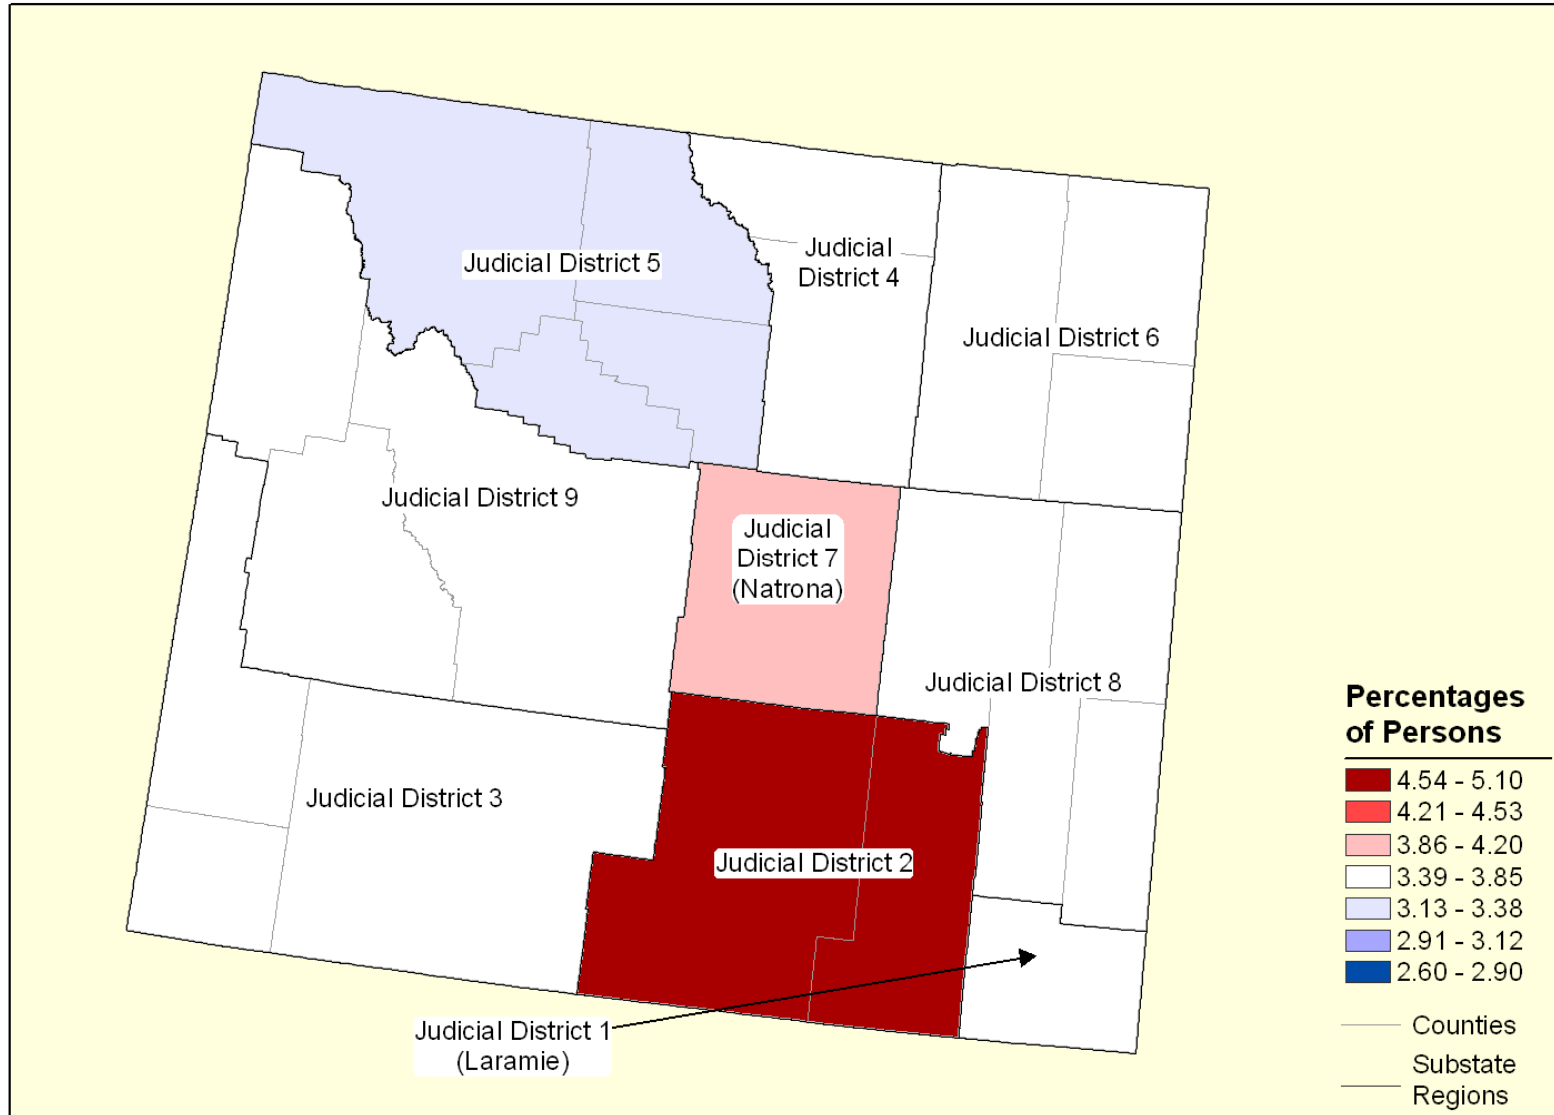 Judicial District 5
Judicial
District 4
Judicial District 6
Judicial District 9
Judicial
District 7
(Natrona)
Judicial District 8
Judicial District 3
Judicial District 2
Judicial District 1
(Laramie)
Percentages
of Persons
4.54 - 5.10
4.21 - 4.53
3.86 - 4.20
3.39 - 3.85
3.13 - 3.38
2.91 - 3.12
2.60 - 2.90
Counties
Substate
Regions